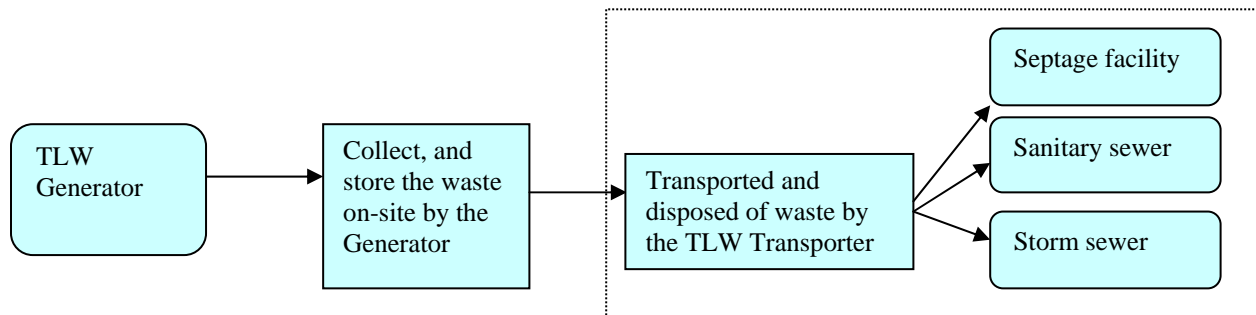 TLW
Generator
Collect, and
store the waste
on-site by the
Generator
Transported and
disposed of waste by
the TLW Transporter
Septage facility
Sanitary sewer
Storm sewer